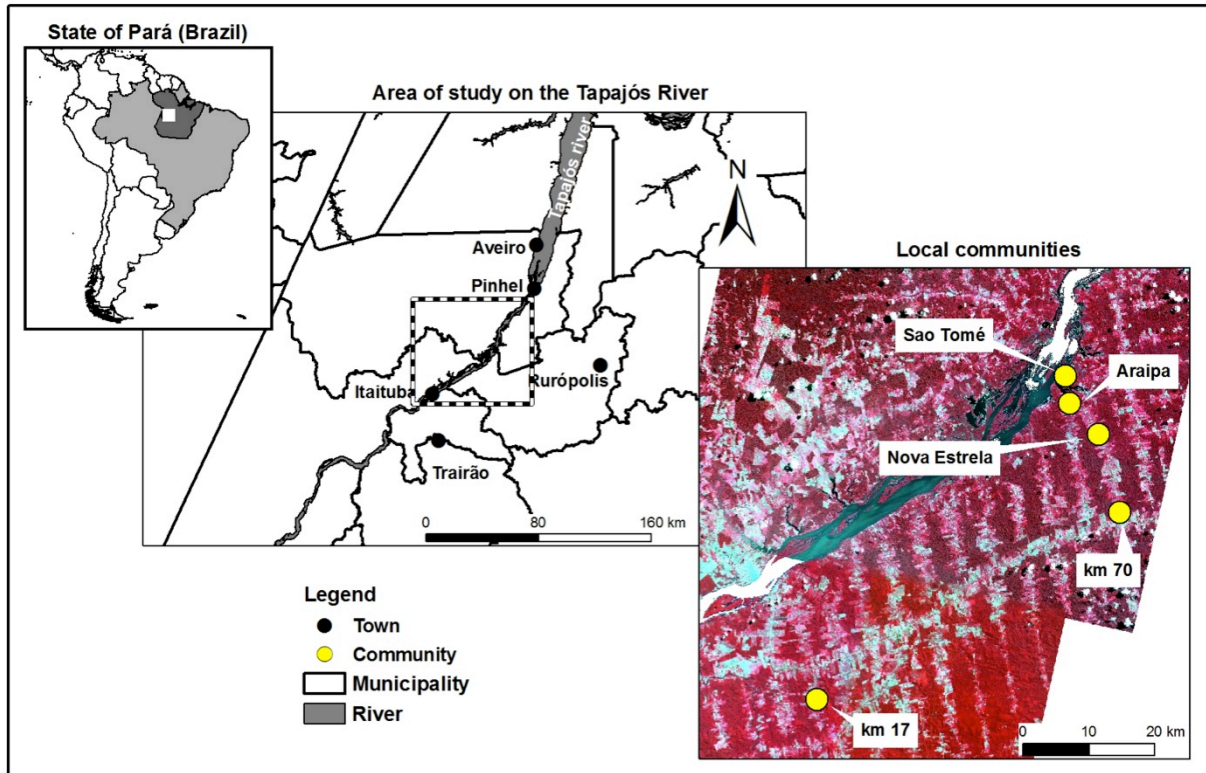 State of Pará (Brazil)
Area of study on the Tapajós River
Tapajós river
N
Aveiro
Pinhel
Itaituba
Rurópolis
Trairão
0 80 160 km
Local communities
Sao Tomé
Araipa
Nova Estrela
km 70
km 17
0 10 20 km
Legend
Town
Community
Municipality
River